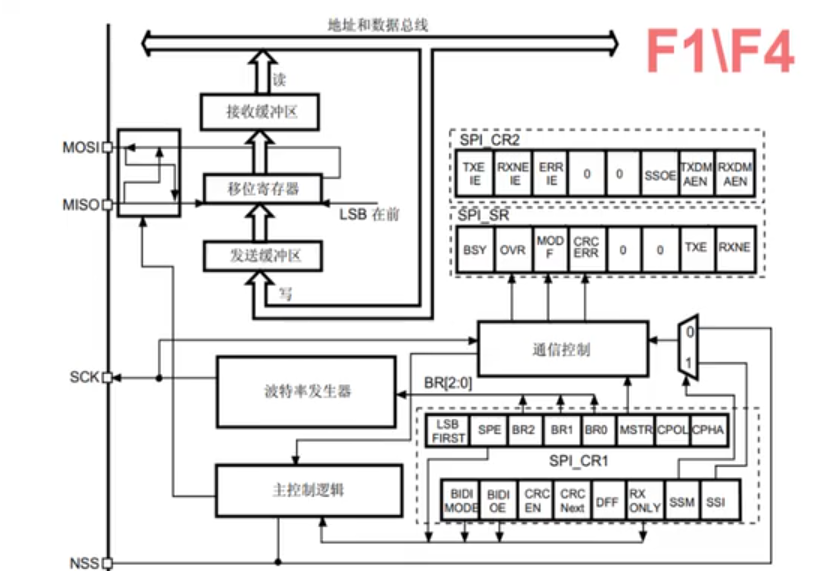 地址和数据总线
F1\F4
读
接收缓冲区
MOSI
SPI_CR2
TXE IE
RXNE IE
ERR IE
0
0
SSOE
TXDM AEN
RXDM AEN
移位寄存器
MISO
LSB 在前
SPI_SR
BSY
OVR
MOD F
CRC ERR
0
0
TXE
RXNE
发送缓冲区
写
通信控制
0
1
SCK
波特率发生器
BR[2:0]
LSB FIRST
SPE
BR2
BR1
BR0
MSTR
CPOL
CPHA
SPI_CR1
主控制逻辑
BIDI MODE
BIDI OE
CRC EN
CRC Next
DFF
RX ONLY
SSM
SSI
NSS